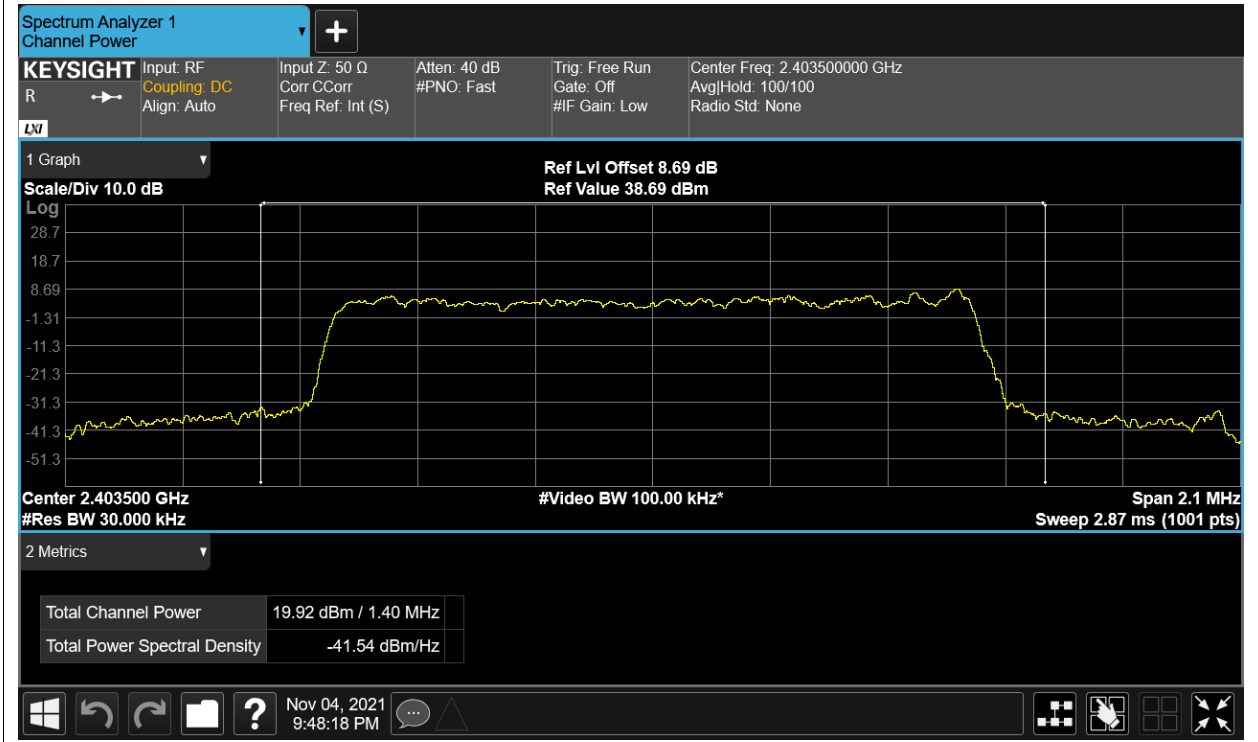 Spectrum Analyzer 1
Channel Power
KEYSIGHT Input: RF Input Z: 50 Ω Atten: 40 dB Trig: Free Run Center Freq: 2.403500000 GHz
R Coupling: DC Corr CCorr #PNO: Fast Gate: Off Avg|Hold: 100/100
Align: Auto Freq Ref: Int (S) #IF Gain: Low Radio Std: None
LXI
1 Graph
Ref Lvl Offset 8.69 dB
Scale/Div 10.0 dB Ref Value 38.69 dBm
Log
28.7
18.7
8.69
-1.31
-11.3
-21.3
-31.3
-41.3
-51.3
Center 2.403500 GHz #Video BW 100.00 kHz* Span 2.1 MHz
#Res BW 30.000 kHz Sweep 2.87 ms (1001 pts)
2 Metrics
Total Channel Power 19.92 dBm / 1.40 MHz
Total Power Spectral Density -41.54 dBm/Hz
? Nov 04, 2021
9:48:18 PM